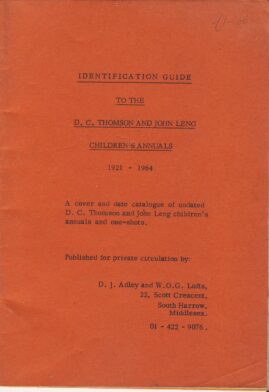 IDENTIFICATION GUIDE
TO THE
D. C. THOMSON AND JOHN LENG
CHILDREN'S ANNUALS
1921 - 1964
A cover and date catalogue of undated
D. C. Thomson and John Leng children's
annuals and one-shots.
Published for private circulation by:
D. J. Adley and W.O.G. Lofts,
22, Scott Crescent,
South Harrow,
Middlesex.
01 - 422 - 9076.